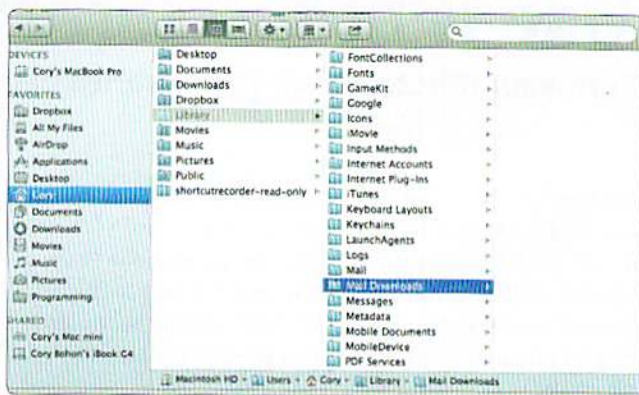 DEVICES
Cory's MacBook Pro
FAVORITES
Dropbox
All My Files
AirDrop
Applications
Desktop
Cory
Documents
Downloads
Movies
Music
Pictures
Programming
SHARED
Cory's Mac mini
Cory Bohon's iBook G4
Desktop
Documents
Downloads
Dropbox
Library
Movies
Music
Pictures
Public
shortcutrecorder-read-only
FontCollections
Fonts
GameKit
Google
Icons
iMovie
Input Methods
Internet Accounts
Internet Plug-Ins
iTunes
Keyboard Layouts
Keychains
LaunchAgents
Logs
Mail
Mail Downloads
Messages
Metadata
Mobile Documents
MobileDevice
PDF Services
Macintosh HD ▸ Users ▸ Cory ▸ Library ▸ Mail Downloads